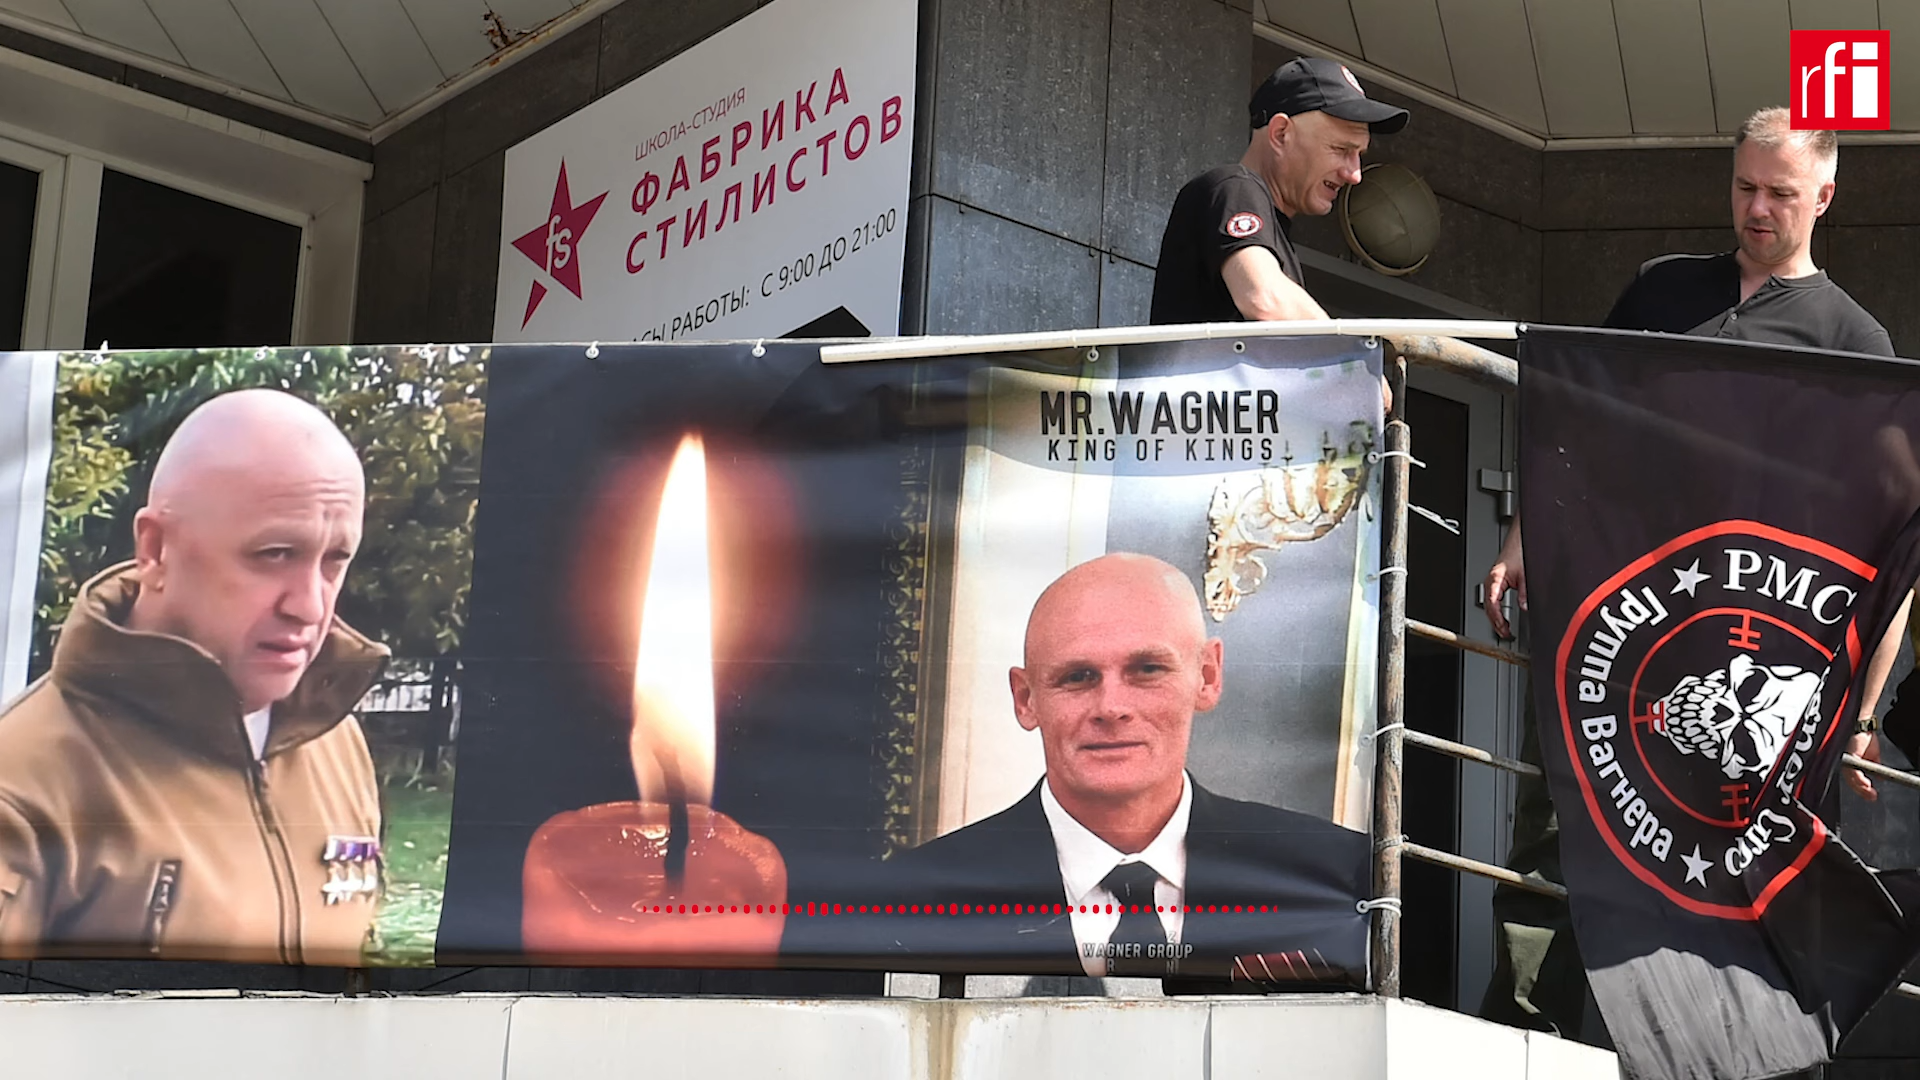 rfi
ШКОЛА-СТУДИЯ
ФАБРИКА
СТИЛИСТОВ
fs
РАБОТЫ: С 9:00 ДО 21:00
MR.WAGNER
KING OF KINGS
WAGNER GROUP
PMC
Группа Вагнера